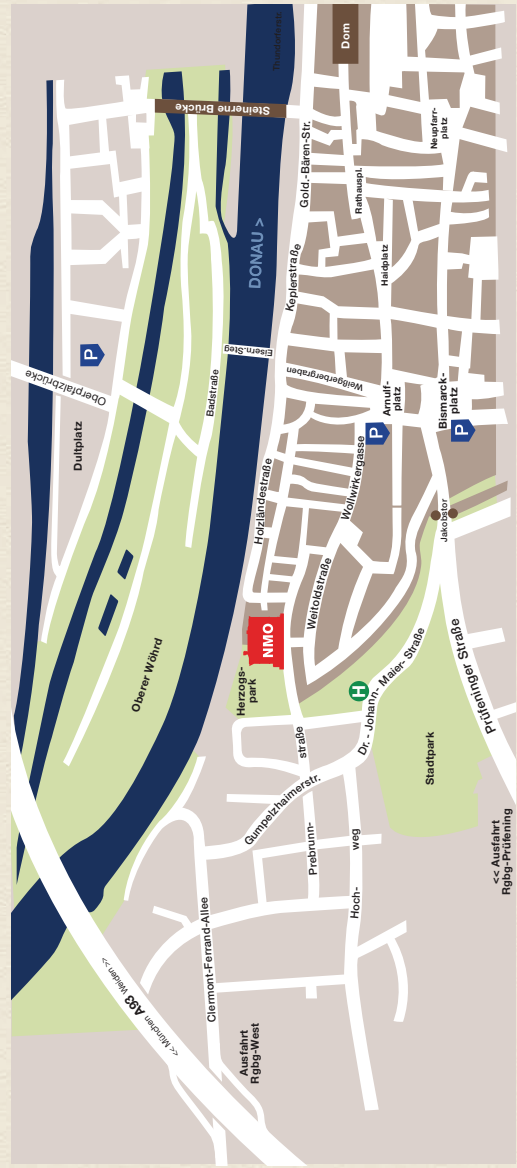 Thundorferstr.
Dom
Steinerne Brücke
Gold.-Bären-Str.
Rathauspl.
Neupfarr-
platz
DONAU >
Keplerstraße
Haidplatz
P
Oberpfalzbrücke
Dultplatz
Badstraße
Eisern.-Steg
Weißgerbergraben
Arnulf-
platz
P
Bismarck-
platz
P
Holzländestraße
Wollwirkergasse
Jakobstor
Weitoldstraße
NMO
Herzogs-
park
Oberer Wöhrd
H
Dr. - Johann- Maier- Straße
Prüfeninger Straße
Stadtpark
Gumpelzhaimerstr.
Prebrunn-
straße
Hoch-
weg
<< Ausfahrt
Rgbg-Prüfening
Clermont-Ferrand-Allee
<< München A93 Weiden >>
Ausfahrt
Rgbg-West